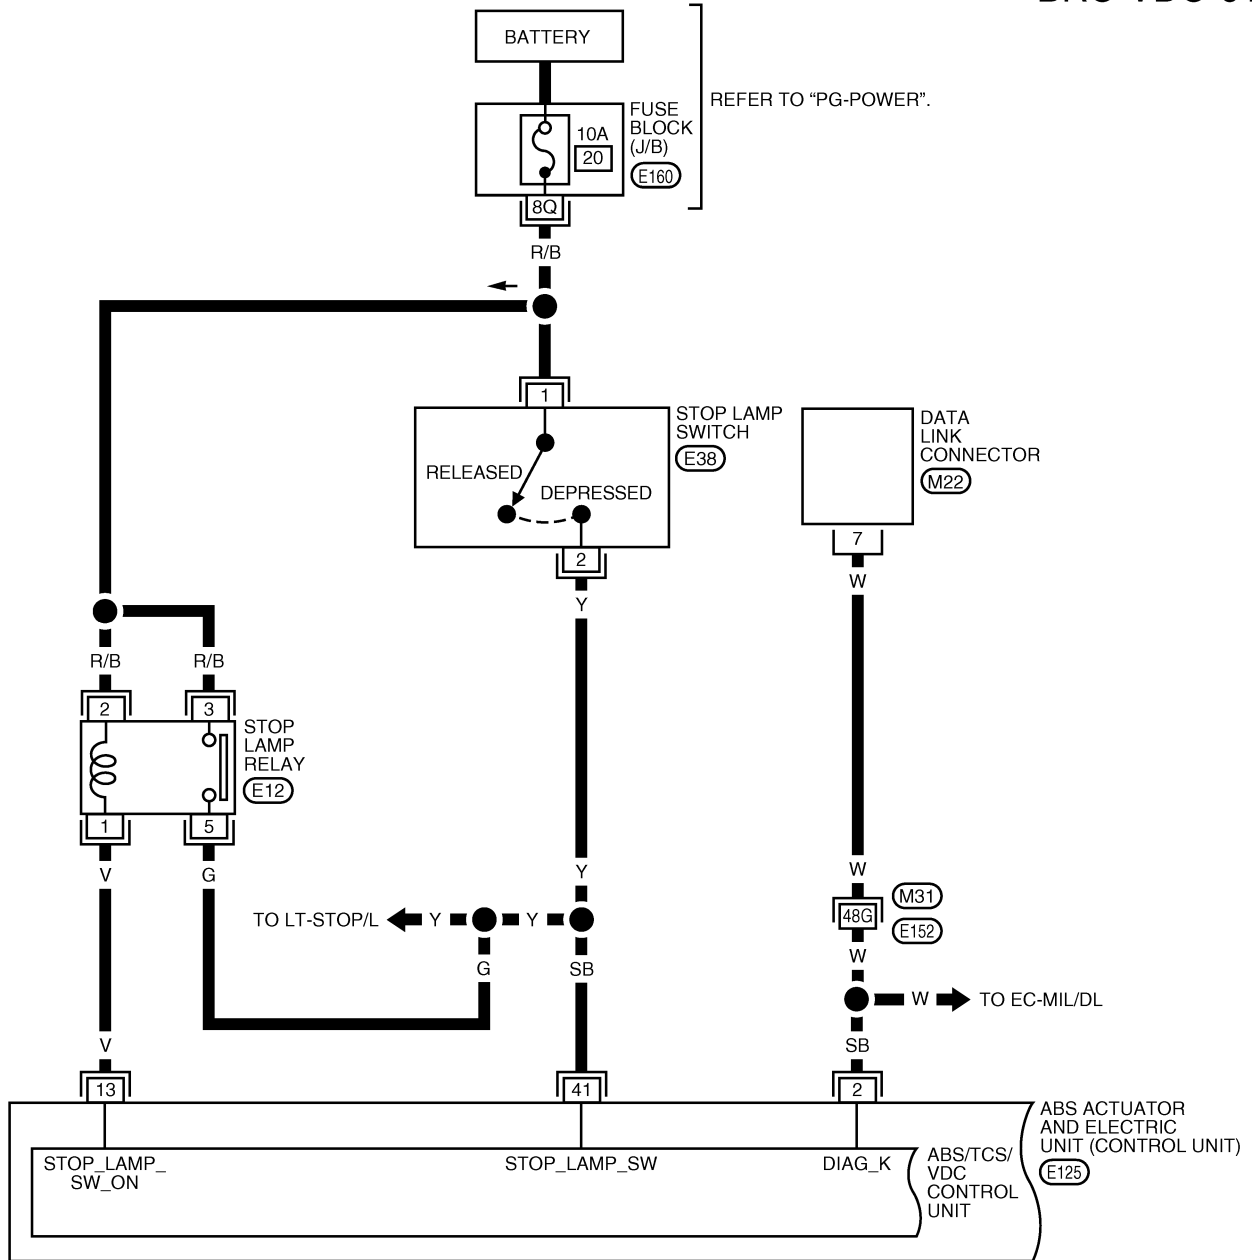 BATTERY
REFER TO “PG-POWER”.
FUSE
BLOCK
(J/B)
10A
20
E160
8Q
R/B
1
STOP LAMP
SWITCH
E38
RELEASED
DEPRESSED
2
Y
DATA
LINK
CONNECTOR
M22
7
W
R/B
R/B
2
3
STOP
LAMP
RELAY
E12
1
5
V
G
Y
W
M31
48G
E152
TO LT-STOP/L
Y
Y
G
SB
W
W
TO EC-MIL/DL
V
SB
13
41
2
ABS ACTUATOR
AND ELECTRIC
UNIT (CONTROL UNIT)
E125
STOP_LAMP_
SW_ON
STOP_LAMP_SW
DIAG_K
ABS/TCS/
VDC
CONTROL
UNIT